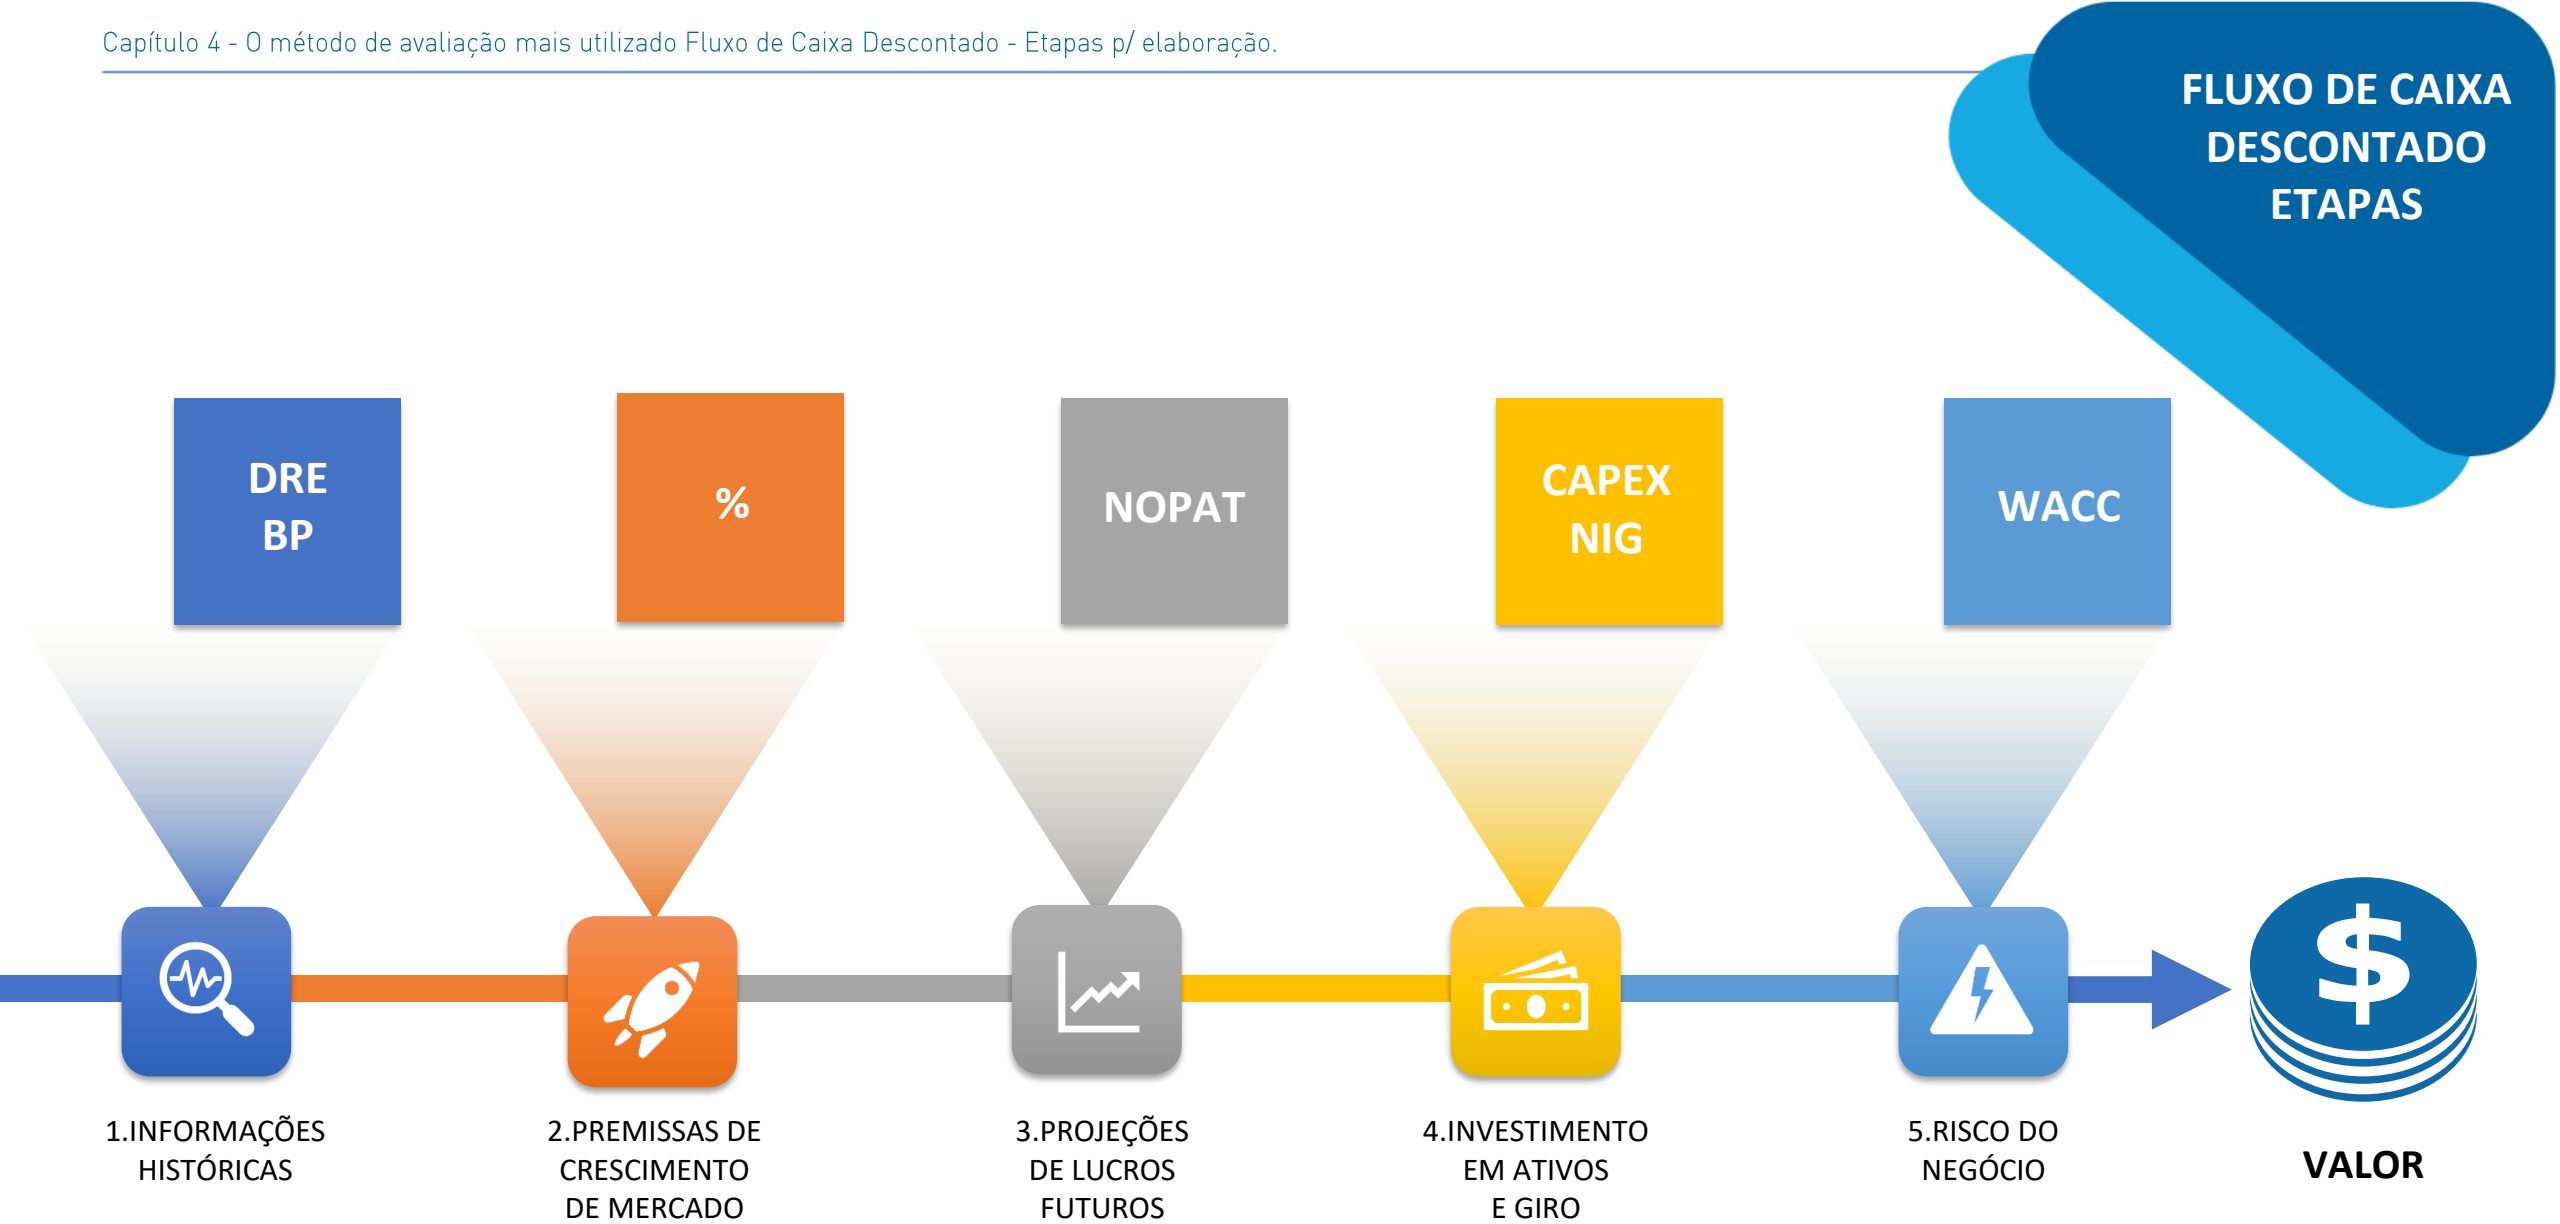 Capítulo 4 - O método de avaliação mais utilizado Fluxo de Caixa Descontado - Etapas p/ elaboração.
FLUXO DE CAIXA
DESCONTADO
ETAPAS
DRE
BP
%
NOPAT
CAPEX
NIG
WACC
$
1.INFORMAÇÕES
HISTÓRICAS
2.PREMISSAS DE
CRESCIMENTO
DE MERCADO
3.PROJEÇÕES
DE LUCROS
FUTUROS
4.INVESTIMENTO
EM ATIVOS
E GIRO
5.RISCO DO
NEGÓCIO
VALOR